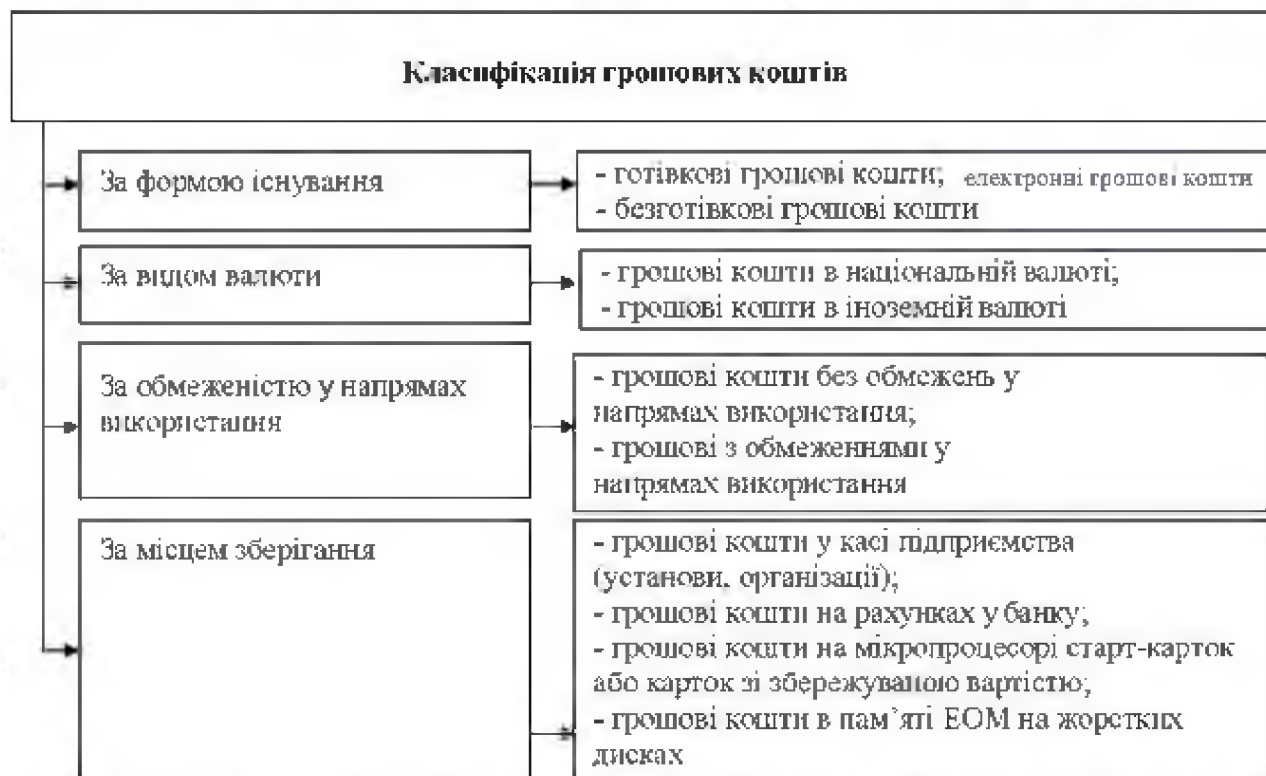 Класифікація грошових коштів
За формою існування
- готівкові грошові кошти; електронні грошові кошти
- безготівкові грошові кошти
За видом валюти
- грошові кошти в національній валюті;
- грошові кошти в іноземній валюті
За обмеженістю у напрямах
використання
- грошові кошти без обмежень у
напрямах використання;
- грошові з обмеженнями у
напрямах використання
За місцем зберігання
- грошові кошти у касі підприємства
(установи, організації);
- грошові кошти на рахунках у банку;
- грошові кошти на мікропроцесорі старт-карток
або карток зі збережуваною вартістю;
- грошові кошти в пам’яті ЕОМ на жорстких
дисках